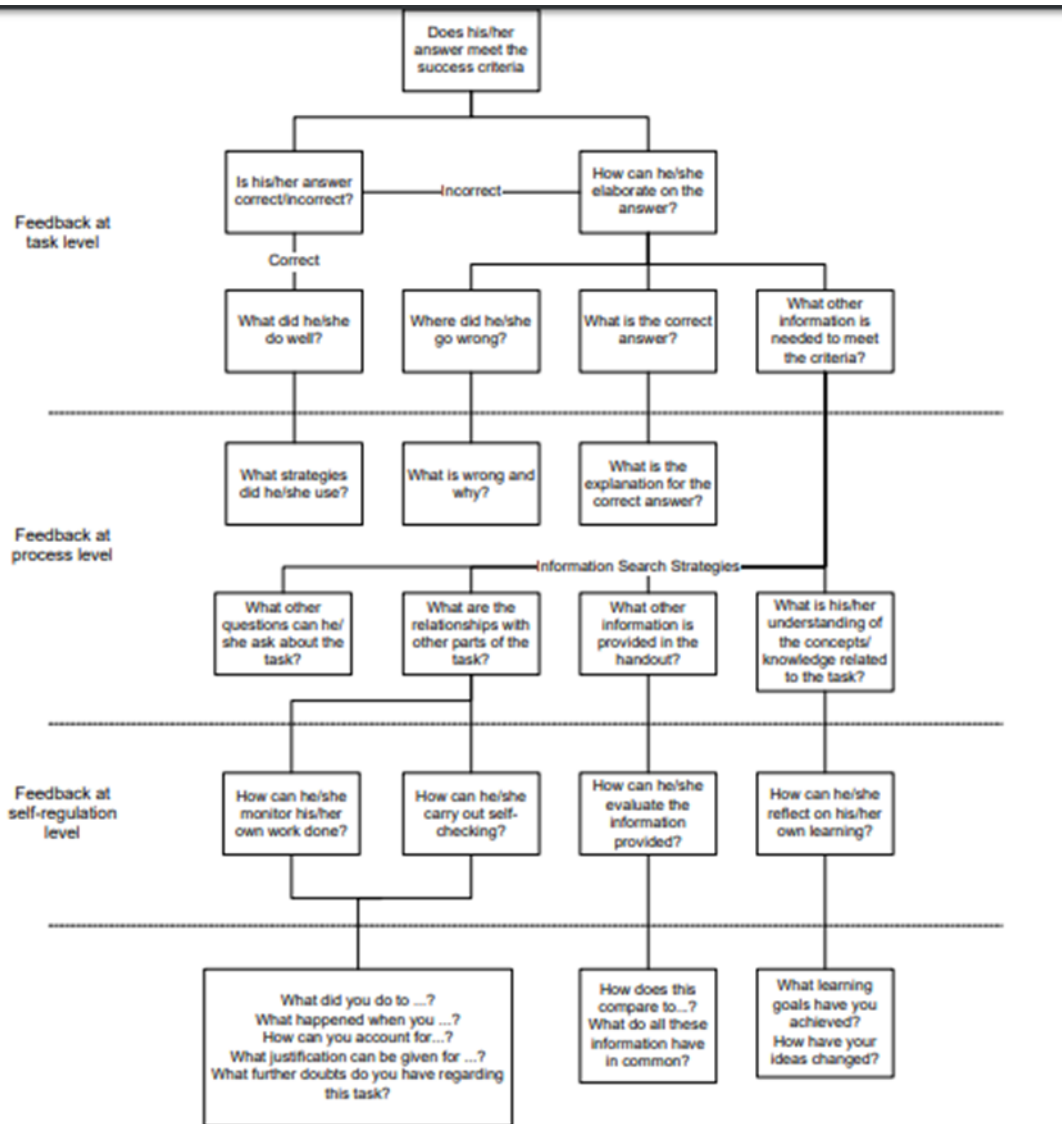 Does his/her
answer meet the
success criteria
Is his/her answer
correct/incorrect?
Incorrect
How can he/she
elaborate on the
answer?
Feedback at
task level
Correct
What did he/she
do well?
Where did he/she
go wrong?
What is the correct
answer?
What other
information is
needed to meet
the criteria?
What strategies
did he/she use?
What is wrong and
why?
What is the
explanation for the
correct answer?
Feedback at
process level
Information Search Strategies
What other
questions can he/
she ask about the
task?
What are the
relationships with
other parts of the
task?
What other
information is
provided in the
handout?
What is his/her
understanding of
the concepts/
knowledge related
to the task?
Feedback at
self-regulation
level
How can he/she
monitor his/her
own work done?
How can he/she
carry out self-
checking?
How can he/she
evaluate the
information
provided?
How can he/she
reflect on his/her
own learning?
What did you do to ...?
What happened when you ...?
How can you account for...?
What justification can be given for ...?
What further doubts do you have regarding
this task?
How does this
compare to...?
What do all these
information have
in common?
What learning
goals have you
achieved?
How have your
ideas changed?